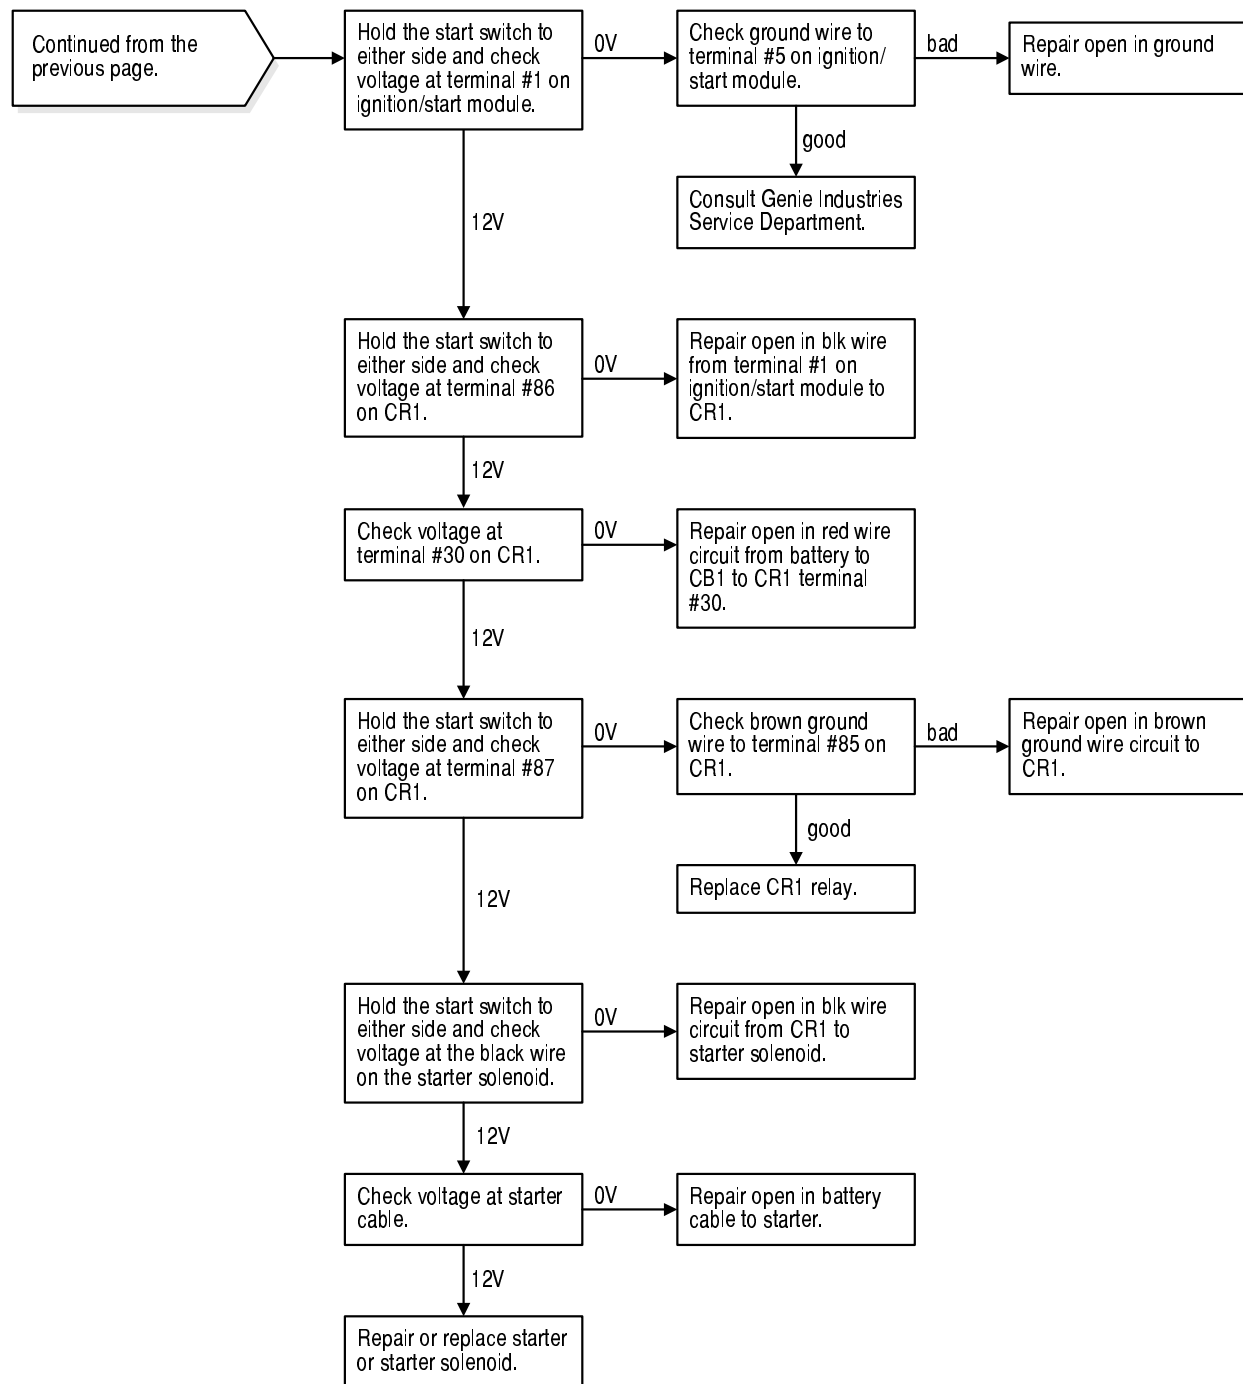 Continued from the
previous page.
Hold the start switch to
either side and check
voltage at terminal #1 on
ignition/start module.
0V
Check ground wire to
terminal #5 on ignition/
start module.
bad
Repair open in ground
wire.
good
Consult Genie Industries
Service Department.
12V
Hold the start switch to
either side and check
voltage at terminal #86
on CR1.
0V
Repair open in blk wire
from terminal #1 on
ignition/start module to
CR1.
12V
Check voltage at
terminal #30 on CR1.
0V
Repair open in red wire
circuit from battery to
CB1 to CR1 terminal
#30.
12V
Hold the start switch to
either side and check
voltage at terminal #87
on CR1.
0V
Check brown ground
wire to terminal #85 on
CR1.
bad
Repair open in brown
ground wire circuit to
CR1.
good
Replace CR1 relay.
12V
Hold the start switch to
either side and check
voltage at the black wire
on the starter solenoid.
0V
Repair open in blk wire
circuit from CR1 to
starter solenoid.
12V
Check voltage at starter
cable.
0V
Repair open in battery
cable to starter.
12V
Repair or replace starter
or starter solenoid.